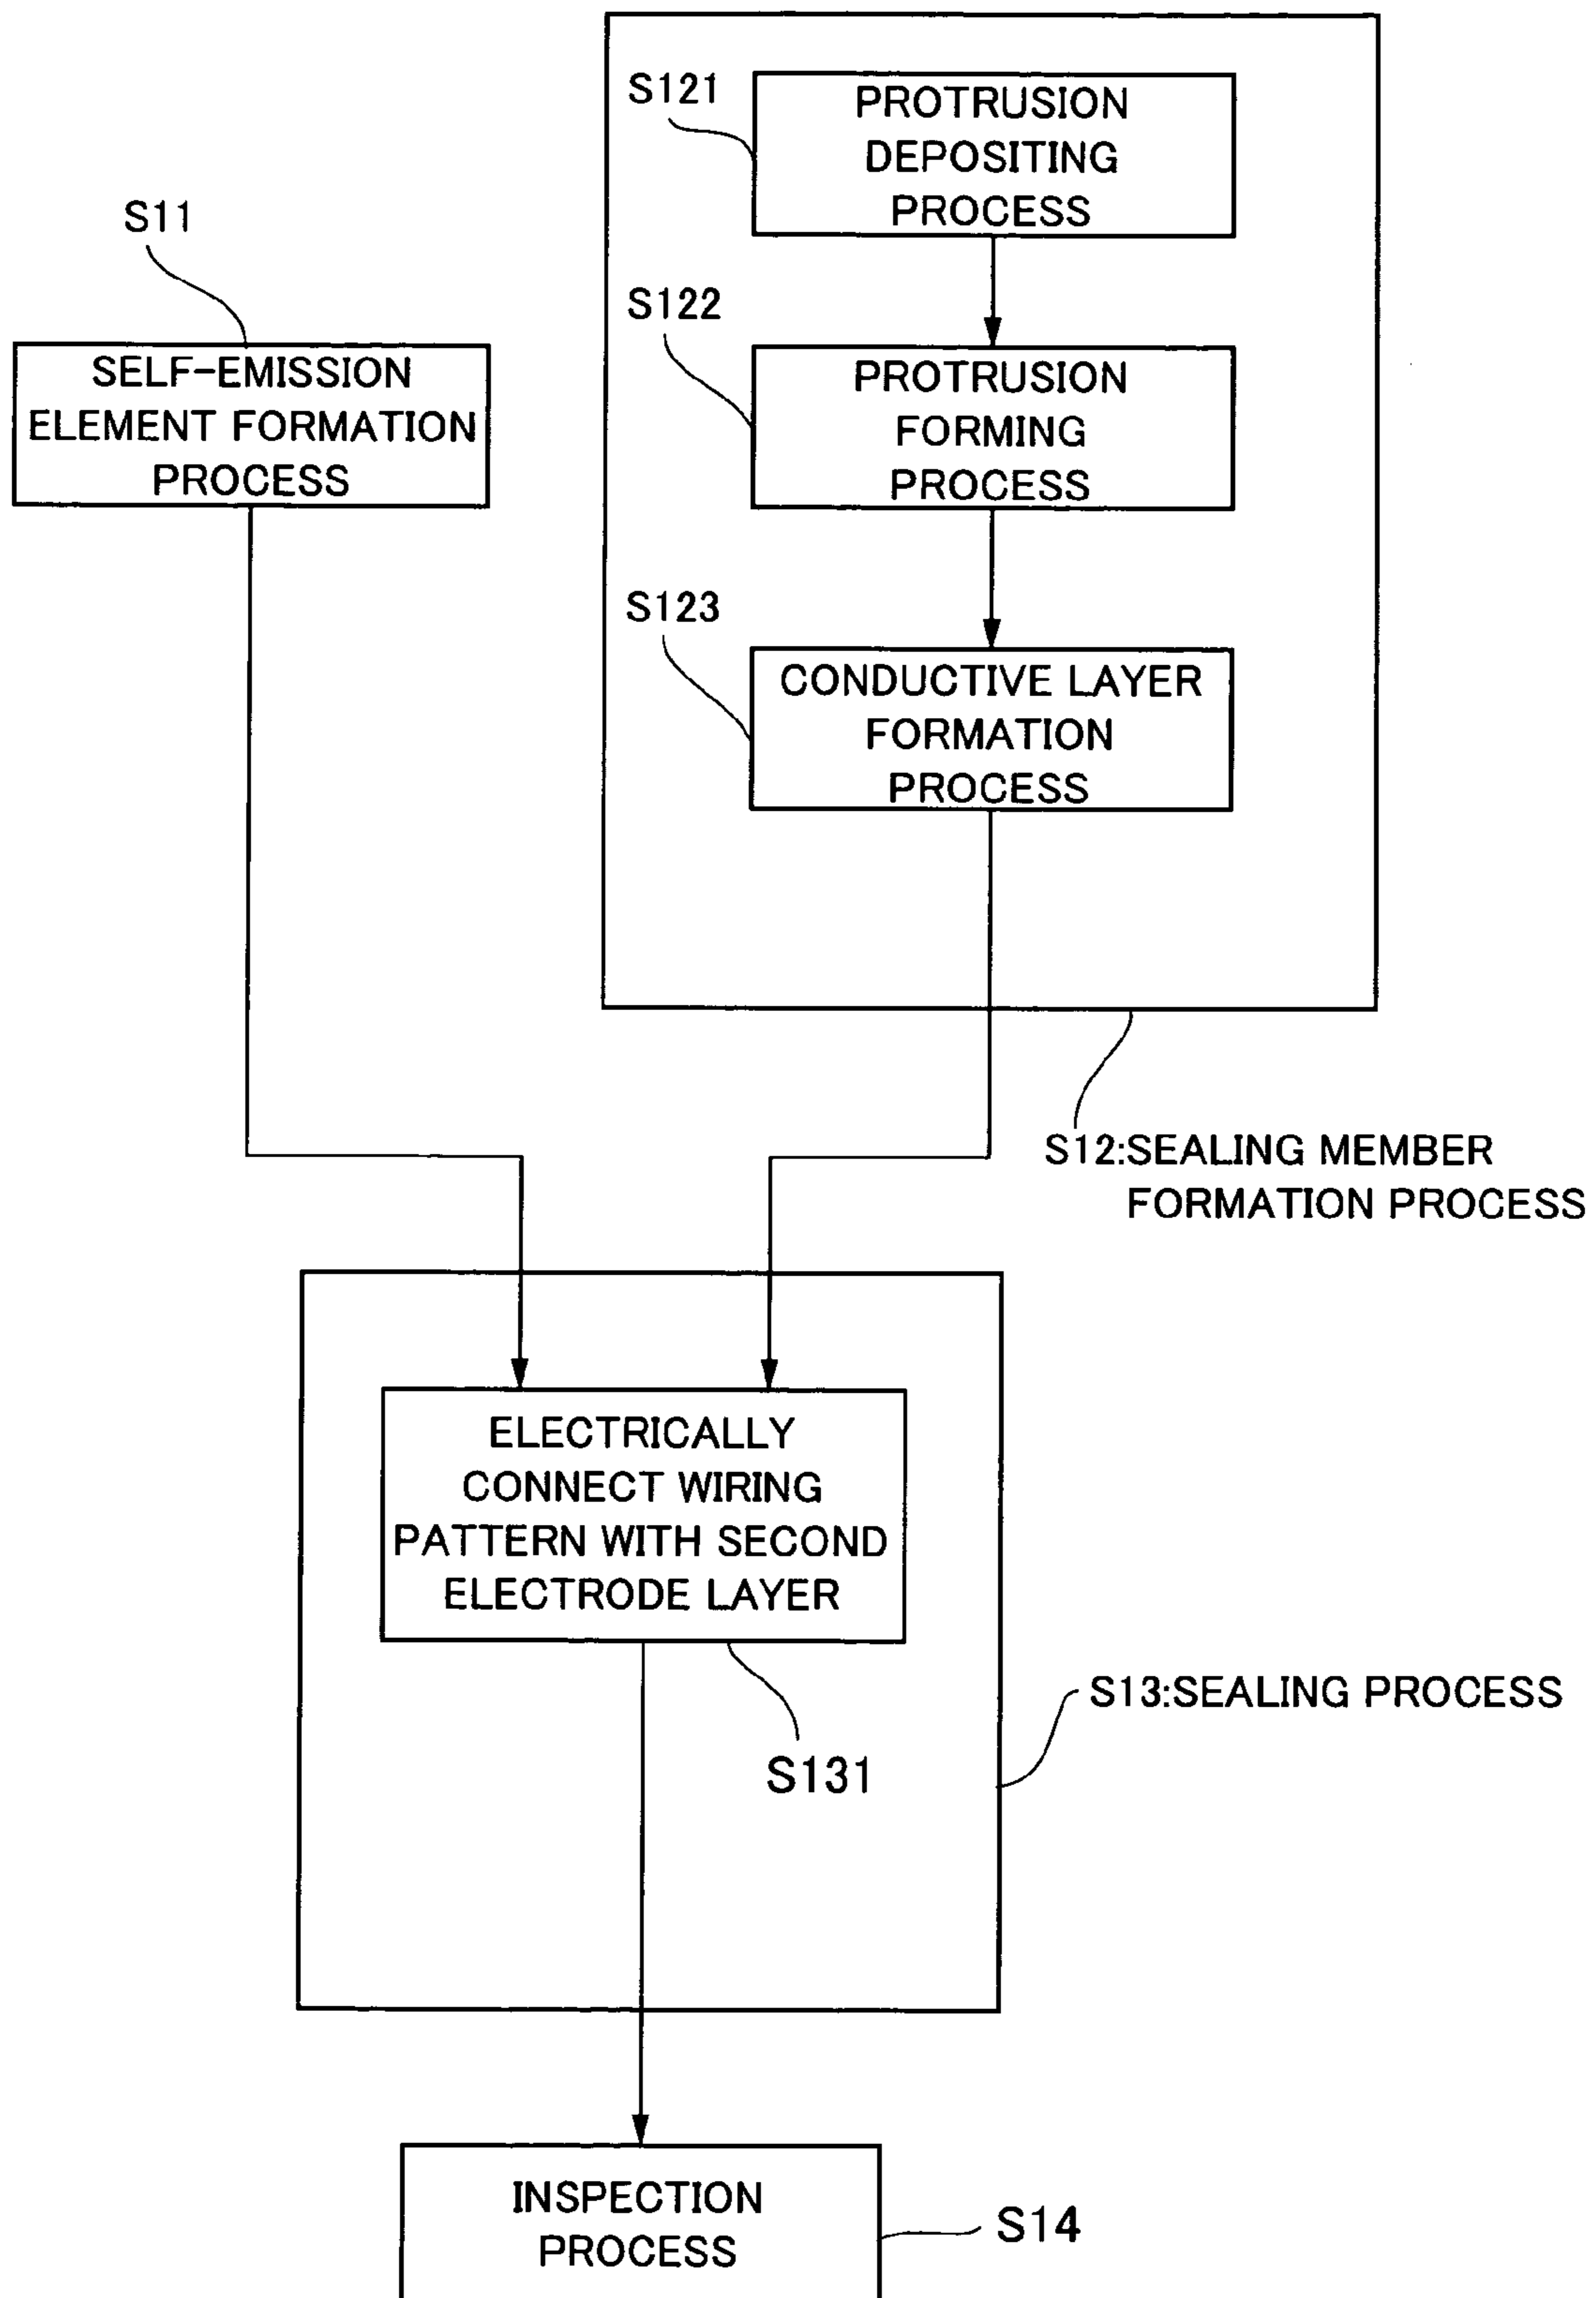 S121
PROTRUSION
DEPOSITING
PROCESS
S11
SELF-EMISSION
ELEMENT FORMATION
PROCESS
S122
PROTRUSION
FORMING
PROCESS
S123
CONDUCTIVE LAYER
FORMATION
PROCESS
S12:SEALING MEMBER
FORMATION PROCESS
ELECTRICALLY
CONNECT WIRING
PATTERN WITH SECOND
ELECTRODE LAYER
S13:SEALING PROCESS
S131
INSPECTION
PROCESS
S14